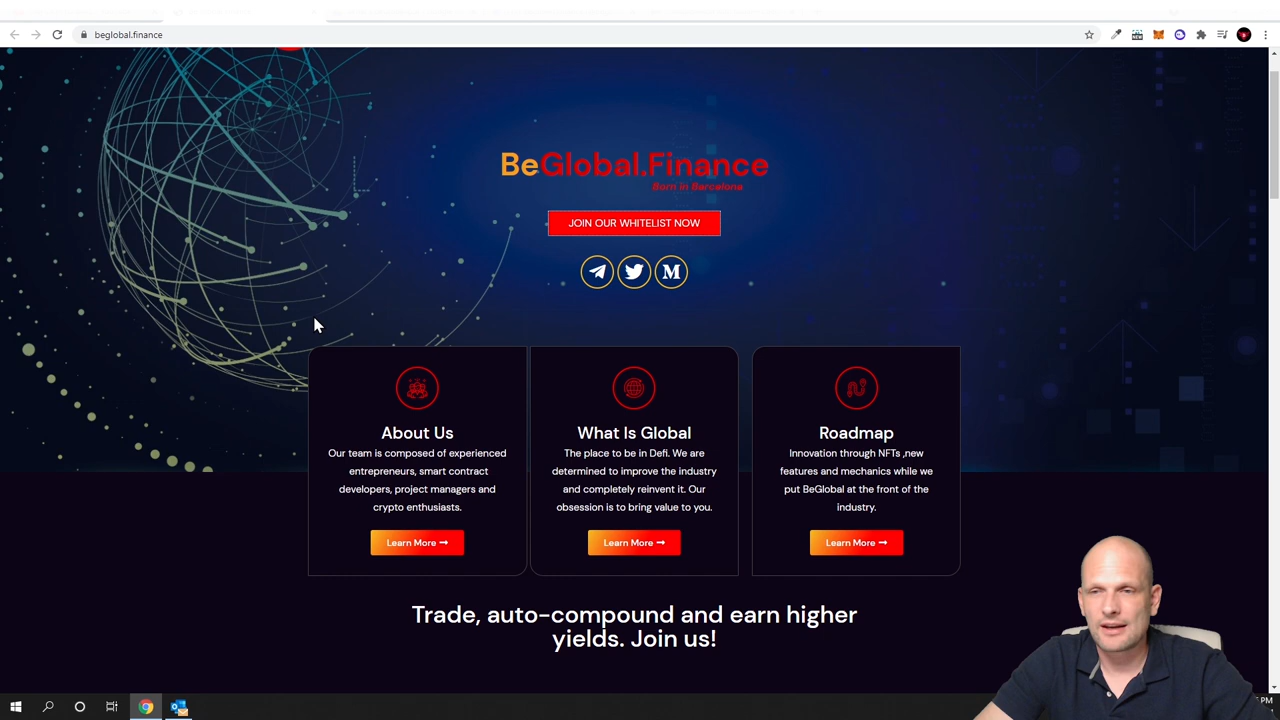 beglobal.finance
BeGlobal.Finance
Born in Barcelona
JOIN OUR WHITELIST NOW
M
About Us
Our team is composed of experienced
entrepreneurs, smart contract
developers, project managers and
crypto enthusiasts.
Learn More
What Is Global
The place to be in Defi. We are
determined to improve the industry
and completely reinvent it. Our
obsession is to bring value to you.
Learn More
Roadmap
Innovation through NFTs ,new
features and mechanics while we
put BeGlobal at the front of the
industry.
Learn More
Trade, auto-compound and earn higher
yields. Join us!
PM